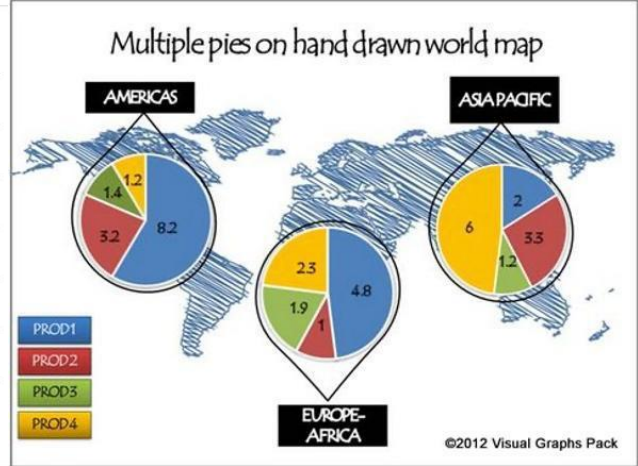 Multiple pies on hand drawn world map
AMERICAS
ASIA PACIFIC
1.2
1.4
3.2
8.2
2
6
3.3
1.2
2.3
4.8
1.9
1
PROD1
PROD2
PROD3
PROD4
EUROPE-
AFRICA
©2012 Visual Graphs Pack